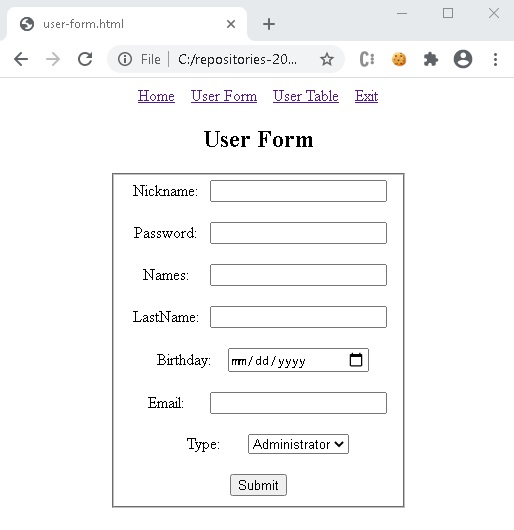 user-form.html
File | C:/repositories-20...
Home User Form User Table Exit
User Form
Nickname:
Password:
Names:
LastName:
Birthday: mm/dd/yyyy
Email:
Type: Administrator
Submit